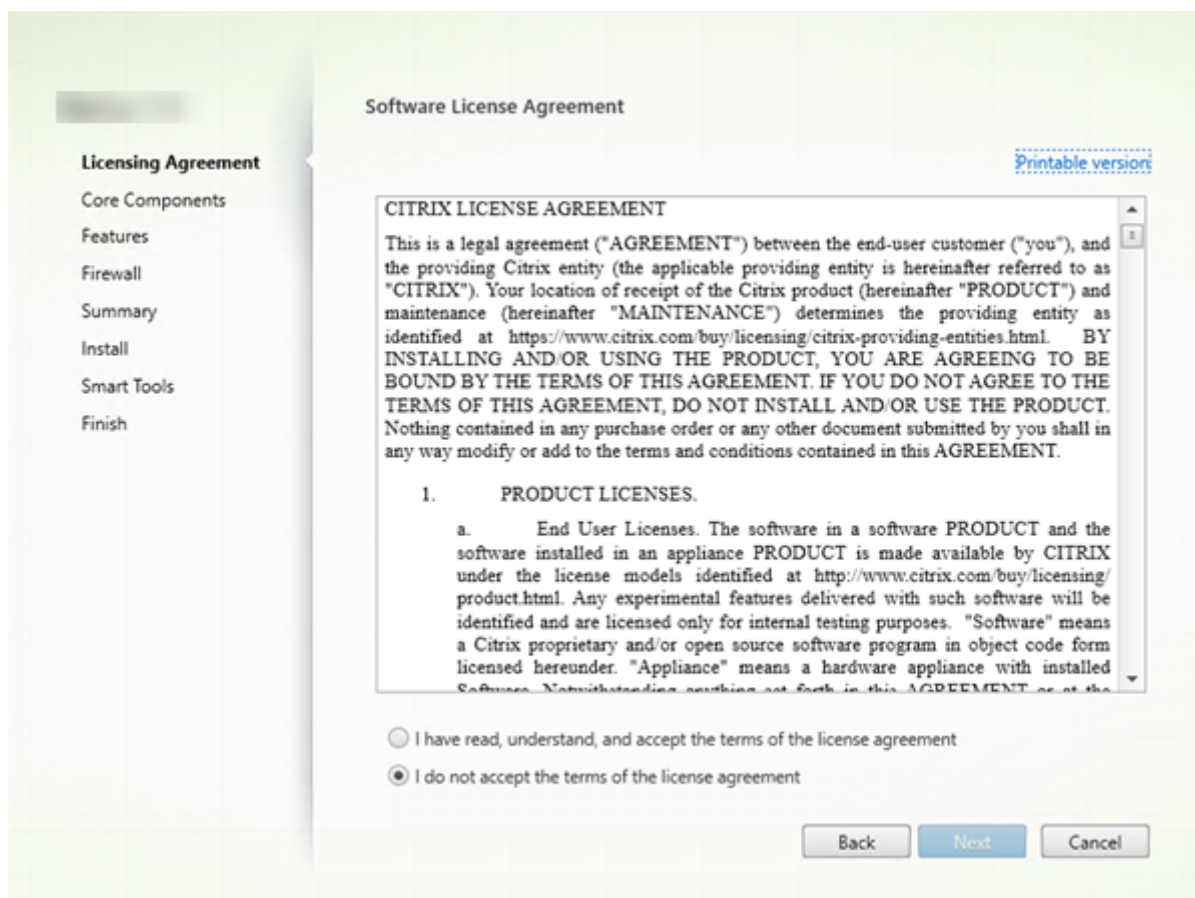 Software License Agreement
Licensing Agreement
Core Components
Features
Firewall
Summary
Install
Smart Tools
Finish
Printable version
CITRIX LICENSE AGREEMENT
This is a legal agreement ("AGREEMENT") between the end-user customer ("you"), and
the providing Citrix entity (the applicable providing entity is hereinafter referred to as
"CITRIX"). Your location of receipt of the Citrix product (hereinafter "PRODUCT") and
maintenance (hereinafter "MAINTENANCE") determines the providing entity as
identified at https://www.citrix.com/buy/licensing/citrix-providing-entities.html. BY
INSTALLING AND/OR USING THE PRODUCT, YOU ARE AGREEING TO BE
BOUND BY THE TERMS OF THIS AGREEMENT. IF YOU DO NOT AGREE TO THE
TERMS OF THIS AGREEMENT, DO NOT INSTALL AND/OR USE THE PRODUCT.
Nothing contained in any purchase order or any other document submitted by you shall in
any way modify or add to the terms and conditions contained in this AGREEMENT.
1. PRODUCT LICENSES.
a. End User Licenses. The software in a software PRODUCT and the
software installed in an appliance PRODUCT is made available by CITRIX
under the license models identified at http://www.citrix.com/buy/licensing/
product.html. Any experimental features delivered with such software will be
identified and are licensed only for internal testing purposes. "Software" means
a Citrix proprietary and/or open source software program in object code form
licensed hereunder. "Appliance" means a hardware appliance with installed
Software. Notwithstanding anything set forth in this AGREEMENT or at the
I have read, understand, and accept the terms of the license agreement
I do not accept the terms of the license agreement
Back
Next
Cancel